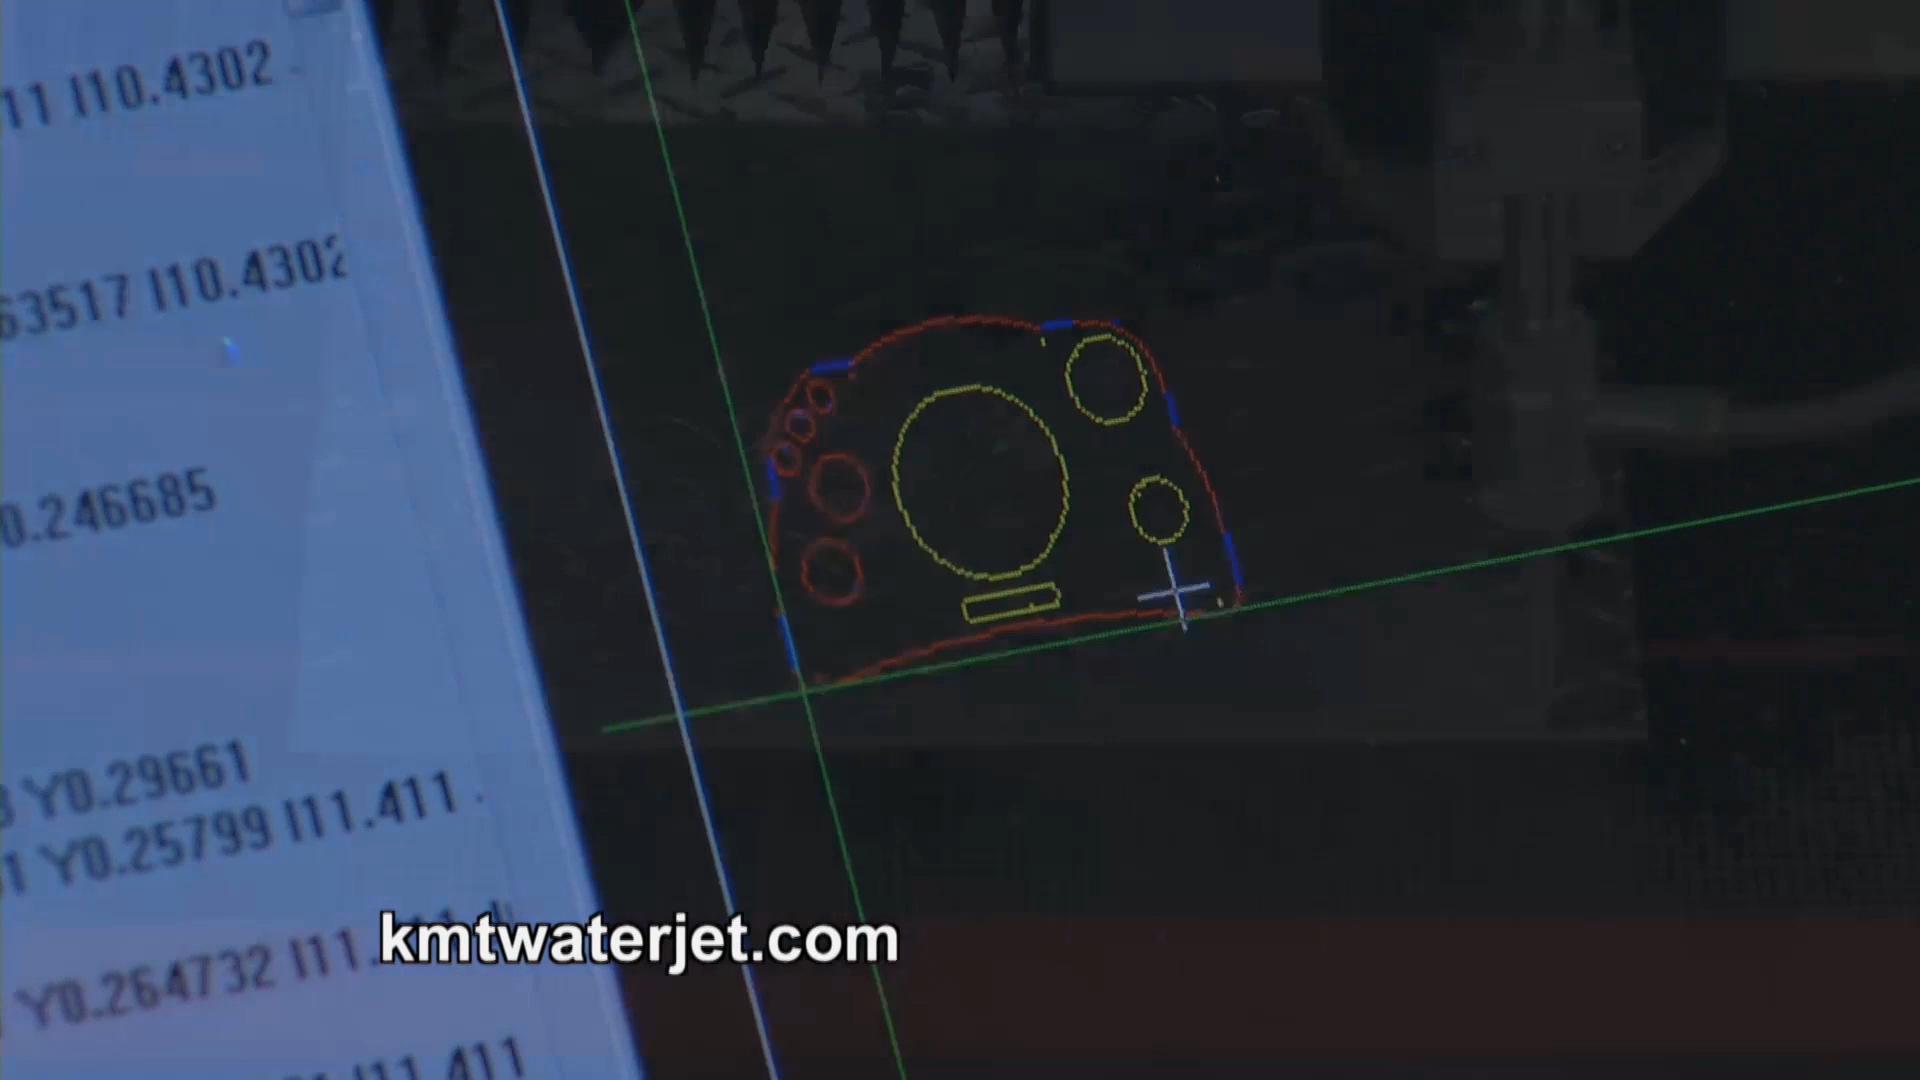 11 I10.4302
63517 I10.4302
0.246685
Y0.29661
Y0.25799 I11.411
Y0.264732 I11.
I11.411
kmtwaterjet.com